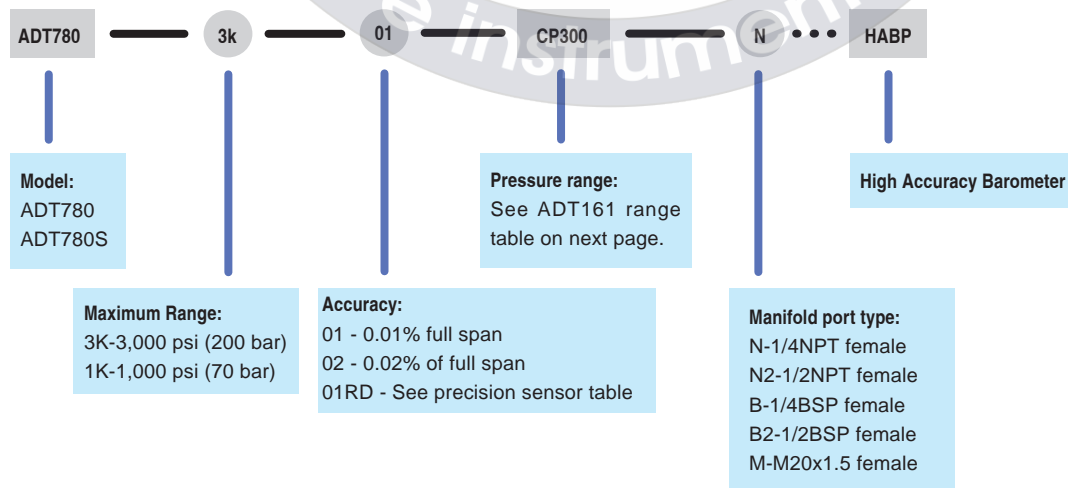 ADT780 3k 01 CP300 N HABP
e instrument
Model:
ADT780
ADT780S
Pressure range:
See ADT161 range
table on next page.
High Accuracy Barometer
Maximum Range:
3K-3,000 psi (200 bar)
1K-1,000 psi (70 bar)
Accuracy:
01 - 0.01% full span
02 - 0.02% of full span
01RD - See precision sensor table
Manifold port type:
N-1/4NPT female
N2-1/2NPT female
B-1/4BSP female
B2-1/2BSP female
M-M20x1.5 female